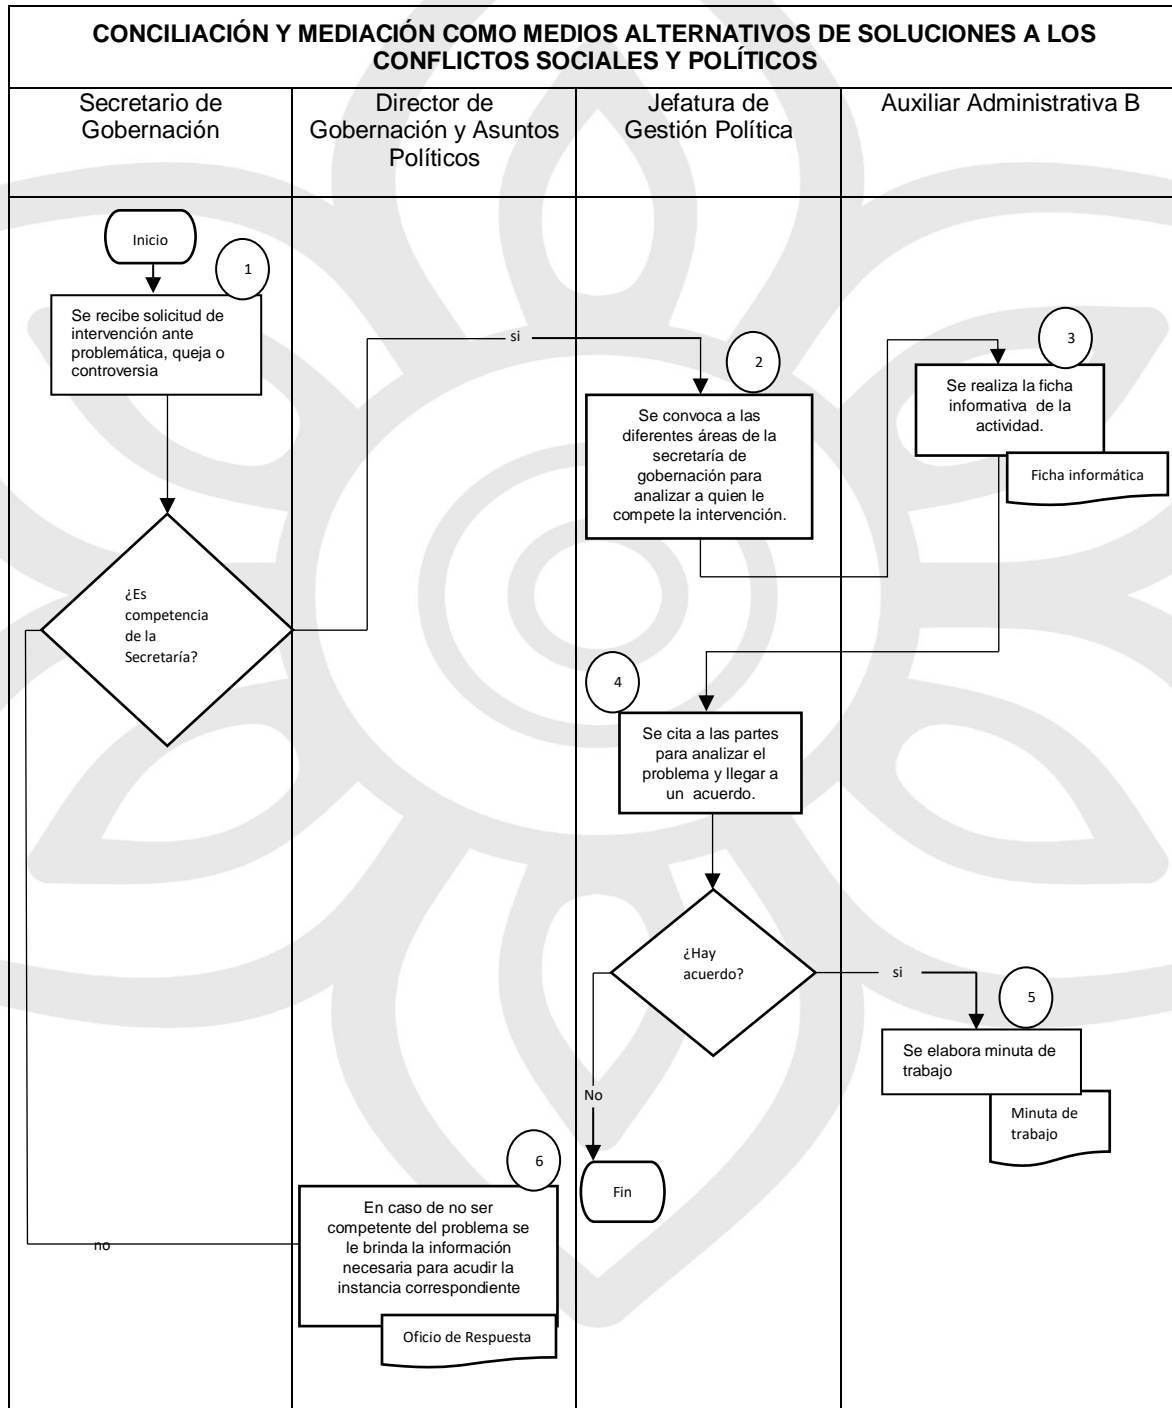 CONCILIACIÓN Y MEDIACIÓN COMO MEDIOS ALTERNATIVOS DE SOLUCIONES A LOS
CONFLICTOS SOCIALES Y POLÍTICOS
Secretario de
Gobernación
Director de
Gobernación y Asuntos
Políticos
Jefatura de
Gestión Política
Auxiliar Administrativa B
Inicio
1
Se recibe solicitud de
intervención ante
problemática, queja o
controversia
¿Es
competencia
de la
Secretaría?
si
2
Se convoca a las
diferentes áreas de la
secretaría de
gobernación para
analizar a quien le
compete la intervención.
3
Se realiza la ficha
informativa de la
actividad.
Ficha informática
4
Se cita a las partes
para analizar el
problema y llegar a
un acuerdo.
¿Hay
acuerdo?
si
5
Se elabora minuta de
trabajo
Minuta de
trabajo
No
Fin
no
6
En caso de no ser
competente del problema se
le brinda la información
necesaria para acudir la
instancia correspondiente
Oficio de Respuesta